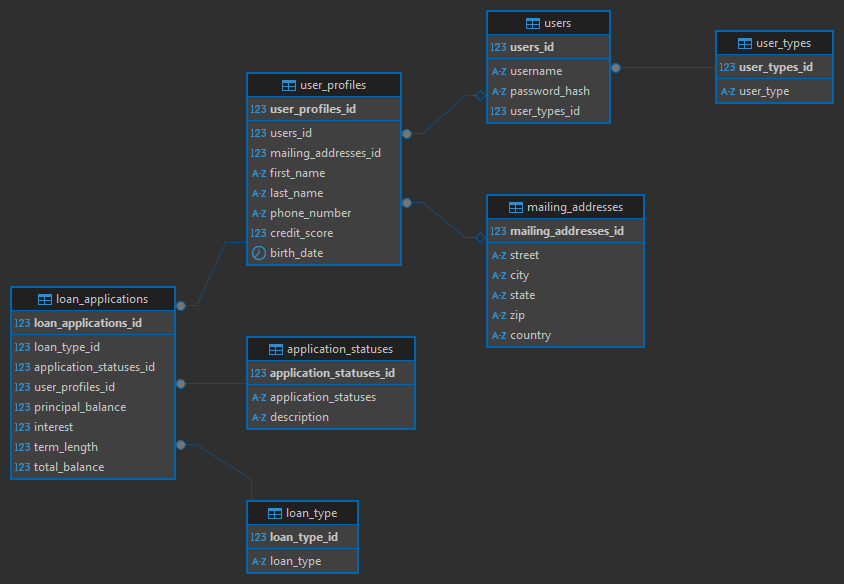 users
123 users_id
A-Z username
A-Z password_hash
123 user_types_id
user_types
123 user_types_id
A-Z user_type
user_profiles
123 user_profiles_id
123 users_id
123 mailing_addresses_id
A-Z first_name
A-Z last_name
A-Z phone_number
123 credit_score
birth_date
mailing_addresses
123 mailing_addresses_id
A-Z street
A-Z city
A-Z state
A-Z zip
A-Z country
loan_applications
123 loan_applications_id
123 loan_type_id
123 application_statuses_id
123 user_profiles_id
123 principal_balance
123 interest
123 term_length
123 total_balance
application_statuses
123 application_statuses_id
A-Z application_statuses
A-Z description
loan_type
123 loan_type_id
A-Z loan_type